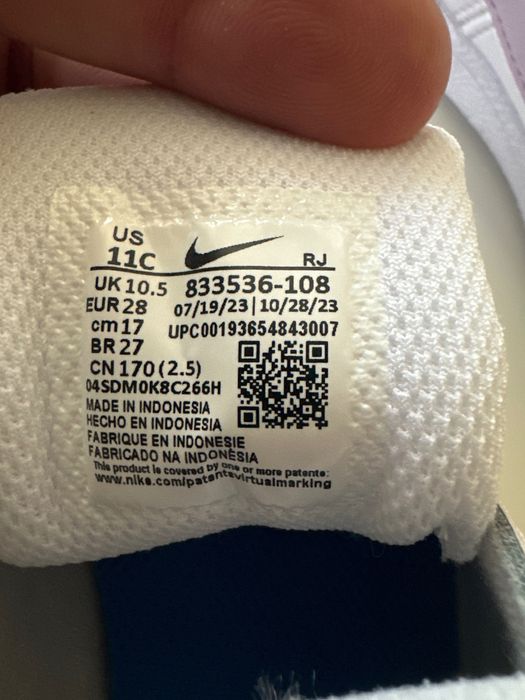 US
11C
RJ
UK 10.5 833536-108
EUR 28 07/19/23 | 10/28/23
cm 17 UPC00193654843007
BR 27
CN 170 (2.5)
04SDM0K8C266H
MADE IN INDONESIA
HECHO EN INDONESIA
FABRIQUE EN INDONESIE
FABRICADO NA INDONÉSIA
This product is covered by one or more patents:
www.nike.com/patentsvirtualmarking